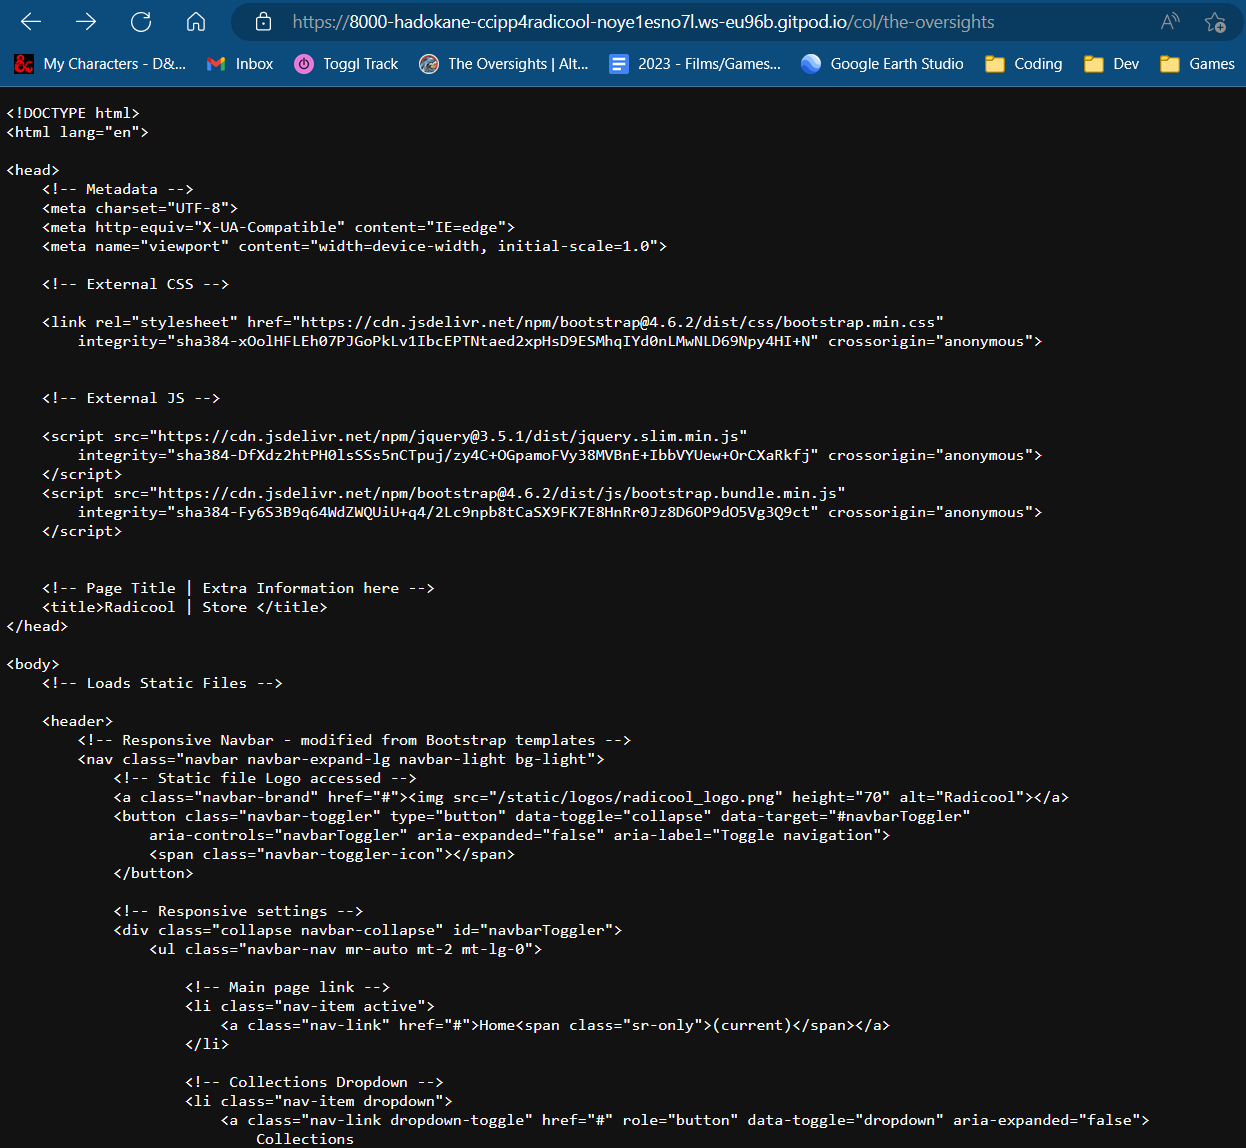 https://8000-hadokane-ccipp4radicool-noye1esno7l.ws-eu96b.gitpod.io/col/the-oversights
My Characters - D&... Inbox Toggl Track The Oversights | Alt... 2023 - Films/Games... Google Earth Studio Coding Dev Games
<!DOCTYPE html>
<html lang="en">
<head>
<!-- Metadata -->
<meta charset="UTF-8">
<meta http-equiv="X-UA-Compatible" content="IE=edge">
<meta name="viewport" content="width=device-width, initial-scale=1.0">
<!-- External CSS -->
<link rel="stylesheet" href="https://cdn.jsdelivr.net/npm/bootstrap@4.6.2/dist/css/bootstrap.min.css"
integrity="sha384-xOolHFLEh07PJGoPkLv1IbcEPTNtaed2xpHsD9ESMhqIYd0nLMwNLD69Npy4HI+N" crossorigin="anonymous">
<!-- External JS -->
<script src="https://cdn.jsdelivr.net/npm/jquery@3.5.1/dist/jquery.slim.min.js"
integrity="sha384-DfXdz2htPH0lsSSs5nCTpuj/zy4C+OGpamoFVy38MVBnE+IbbVYUew+OrCXaRkfj" crossorigin="anonymous">
</script>
<script src="https://cdn.jsdelivr.net/npm/bootstrap@4.6.2/dist/js/bootstrap.bundle.min.js"
integrity="sha384-Fy6S3B9q64WdZWQUiU+q4/2Lc9npb8tCaSX9FK7E8HnRr0Jz8D6OP9dO5Vg3Q9ct" crossorigin="anonymous">
</script>
<!-- Page Title | Extra Information here -->
<title>Radicool | Store </title>
</head>
<body>
<!-- Loads Static Files -->
<header>
<!-- Responsive Navbar - modified from Bootstrap templates -->
<nav class="navbar navbar-expand-lg navbar-light bg-light">
<!-- Static file Logo accessed -->
<a class="navbar-brand" href="#"><img src="/static/logos/radicool_logo.png" height="70" alt="Radicool"></a>
<button class="navbar-toggler" type="button" data-toggle="collapse" data-target="#navbarToggler"
aria-controls="navbarToggler" aria-expanded="false" aria-label="Toggle navigation">
<span class="navbar-toggler-icon"></span>
</button>
<!-- Responsive settings -->
<div class="collapse navbar-collapse" id="navbarToggler">
<ul class="navbar-nav mr-auto mt-2 mt-lg-0">
<!-- Main page link -->
<li class="nav-item active">
<a class="nav-link" href="#">Home<span class="sr-only">(current)</span></a>
</li>
<!-- Collections Dropdown -->
<li class="nav-item dropdown">
<a class="nav-link dropdown-toggle" href="#" role="button" data-toggle="dropdown" aria-expanded="false">
Collections